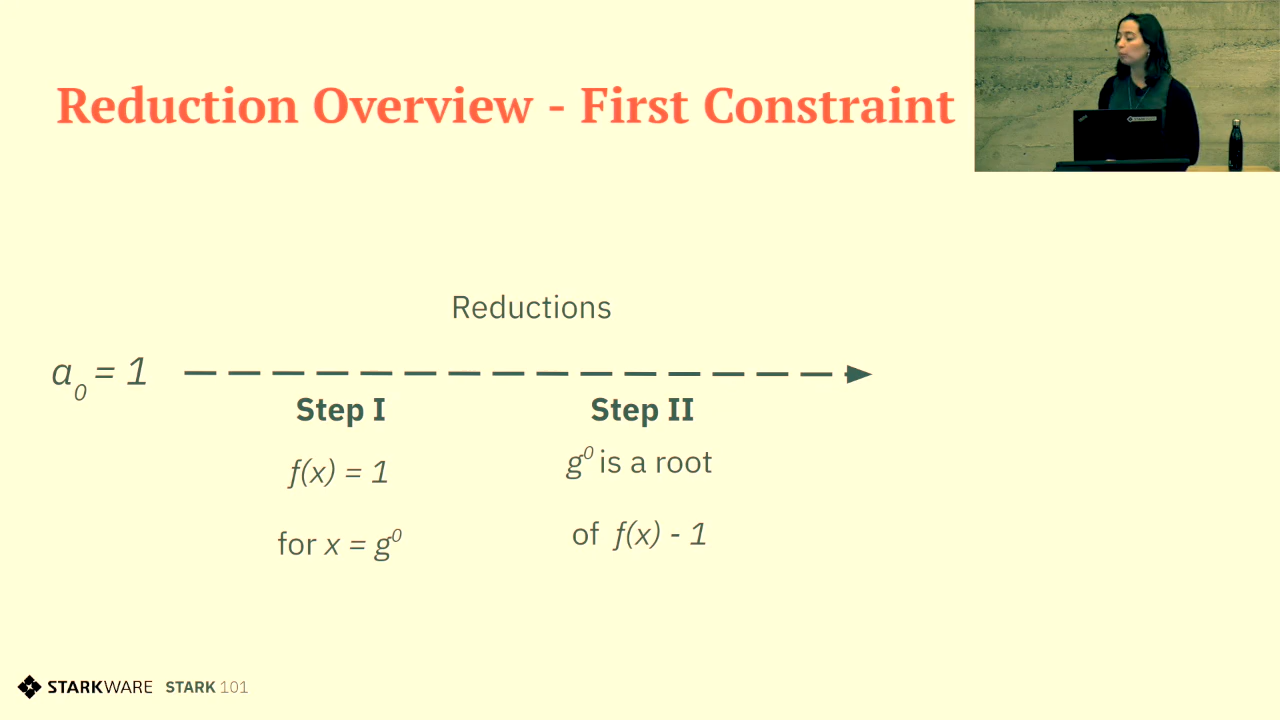 Reduction Overview - First Constraint
Reductions
a₀ = 1
Step I
Step II
f(x) = 1
g⁰ is a root
for x = g⁰
of f(x) - 1
STARKWARE STARK 101